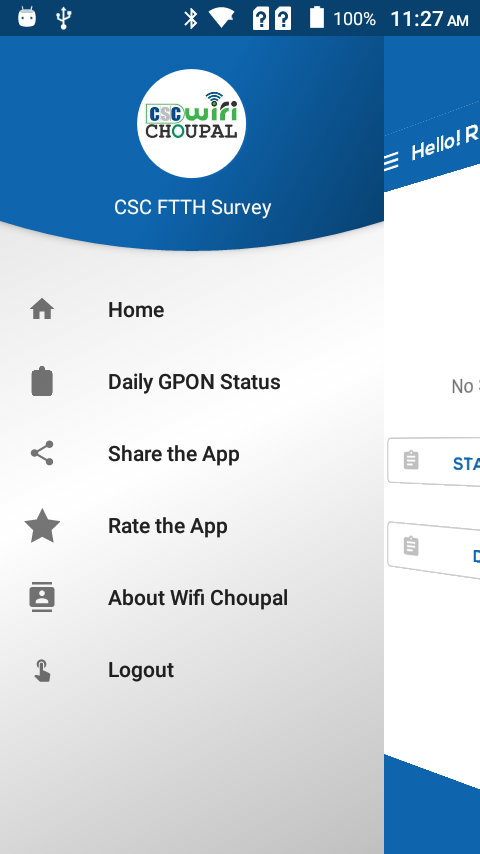 100% 11:27 AM
CSC wifi
CHOUPAL
CSC FTTH Survey
Hello! R
Home
Daily GPON Status
No
Share the App
STA
Rate the App
D
About Wifi Choupal
Logout